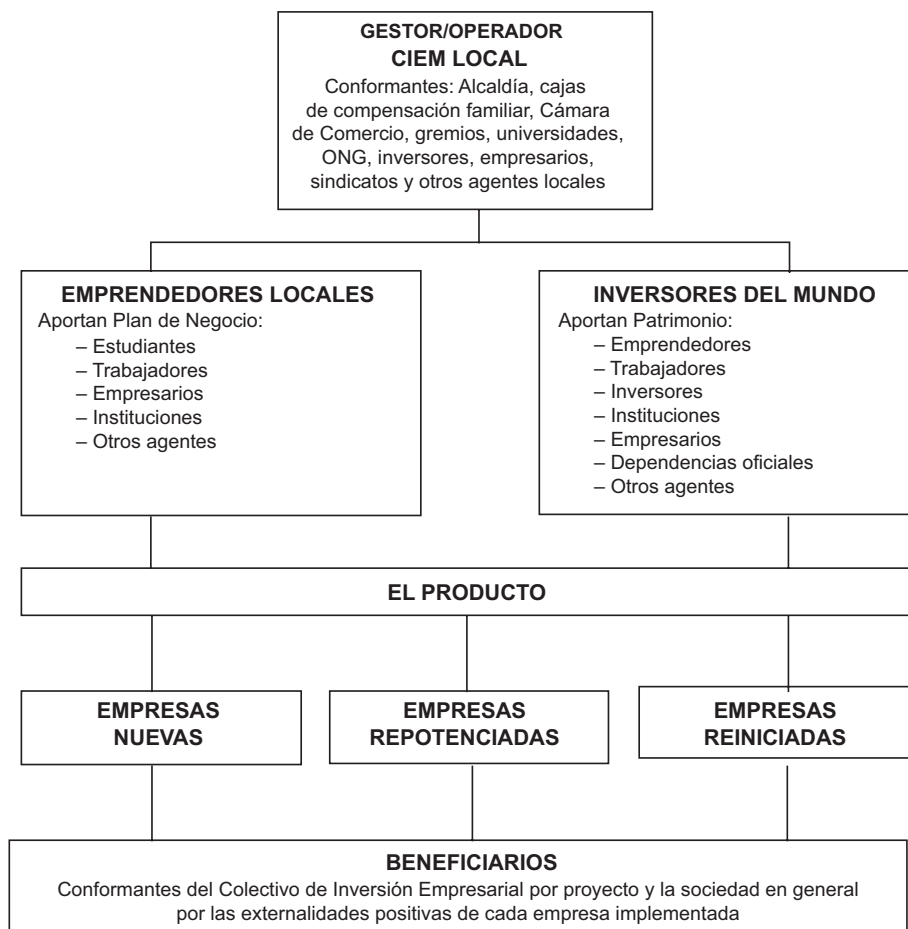 GESTOR/OPERADOR
CIEM LOCAL
Conformantes: Alcaldía, cajas
de compensación familiar, Cámara
de Comercio, gremios, universidades,
ONG, inversores, empresarios,
sindicatos y otros agentes locales
EMPRENDEDORES LOCALES
Aportan Plan de Negocio:
– Estudiantes
– Trabajadores
– Empresarios
– Instituciones
– Otros agentes
INVERSORES DEL MUNDO
Aportan Patrimonio:
– Emprendedores
– Trabajadores
– Inversores
– Instituciones
– Empresarios
– Dependencias oficiales
– Otros agentes
EL PRODUCTO
EMPRESAS
NUEVAS
EMPRESAS
REPOTENCIADAS
EMPRESAS
REINICIADAS
BENEFICIARIOS
Conformantes del Colectivo de Inversión Empresarial por proyecto y la sociedad en general
por las externalidades positivas de cada empresa implementada